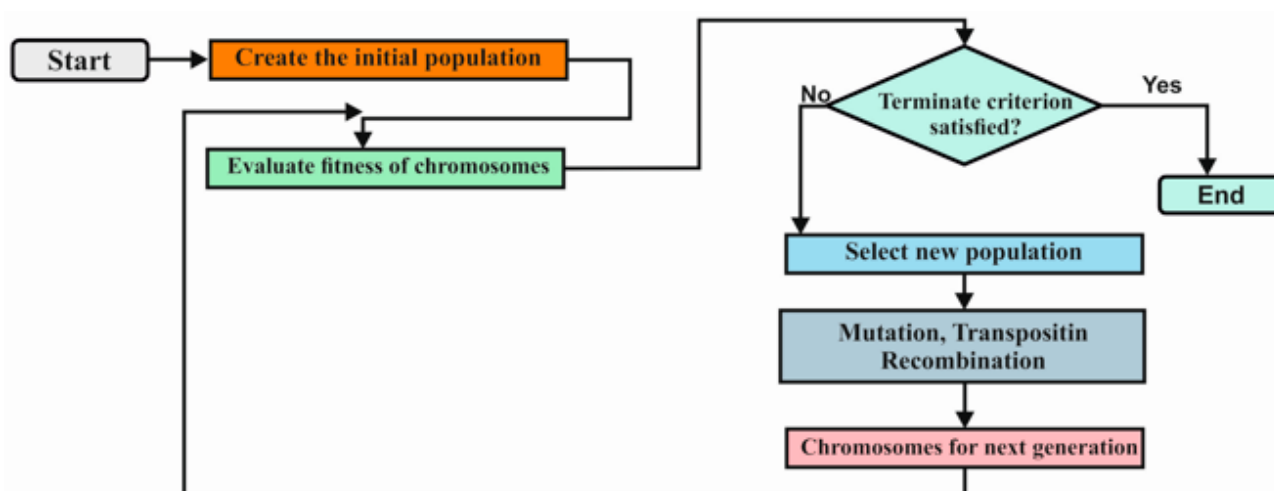 Start
Create the initial population
Evaluate fitness of chromosomes
No
Terminate criterion
satisfied?
Yes
End
Select new population
Mutation, Transpositin
Recombination
Chromosomes for next generation